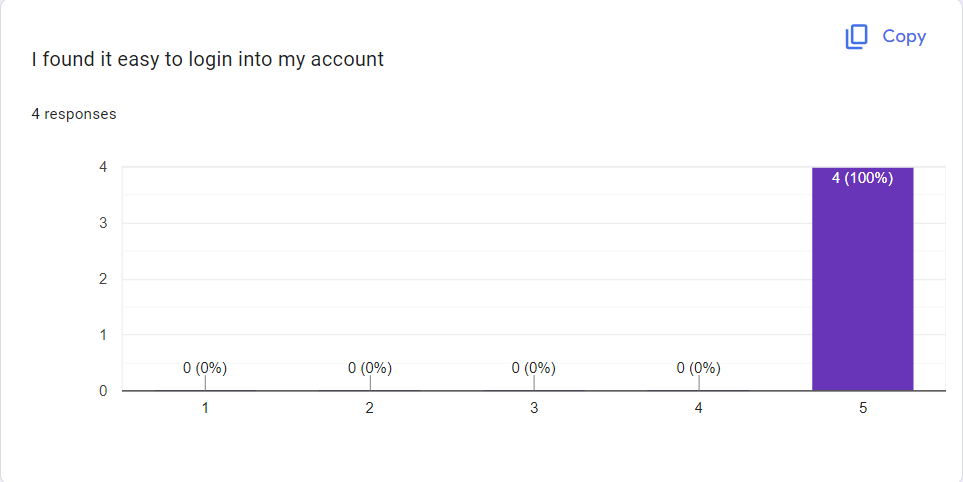 Copy
I found it easy to login into my account
4 responses
4
3
2
1
0
0 (0%) 0 (0%) 0 (0%) 0 (0%) 4 (100%)
1 2 3 4 5